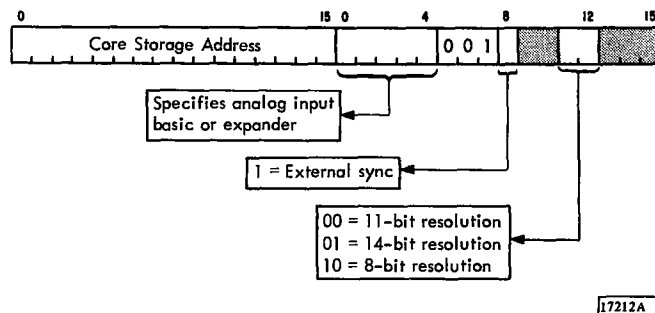 0 15 0 4 8 12 15
Core Storage Address 0 0 1
Specifies analog input
basic or expander
1 = External sync
00 = 11-bit resolution
01 = 14-bit resolution
10 = 8-bit resolution
17212A